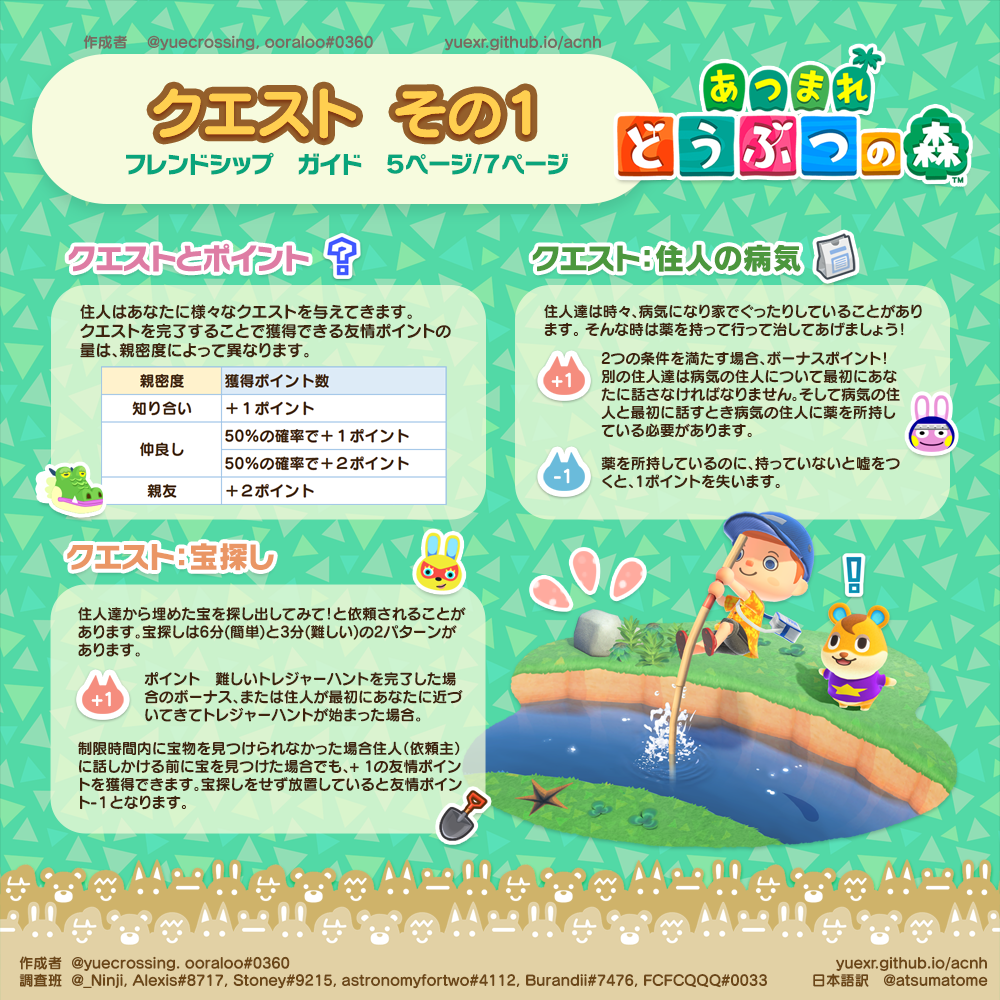 作成者 @yuecrossing, ooraloo#0360 yuexr.github.io/acnh
クエスト その1
フレンドシップ ガイド 5ページ/7ページ
あつまれ
どうぶつの森
TM
クエストとポイント
住人はあなたに様々なクエストを与えてきます。
クエストを完了することで獲得できる友情ポイントの
量は、親密度によって異なります。
親密度 獲得ポイント数
知り合い +1ポイント
仲良し 50%の確率で+1ポイント
50%の確率で+2ポイント
親友 +2ポイント
クエスト:住人の病気
住人達は時々、病気になり家でぐったりしていることがあり
ます。そんな時は薬を持って行って治してあげましょう!
+1
2つの条件を満たす場合、ボーナスポイント!
別の住人達は病気の住人について最初にあな
たに話さなければなりません。そして病気の住
人と最初に話すとき病気の住人に薬を所持し
ている必要があります。
-1
薬を所持しているのに、持っていないと嘘をつ
くと、1ポイントを失います。
クエスト:宝探し
住人達から埋めた宝を探し出してみて!と依頼されることが
あります。宝探しは6分(簡単)と3分(難しい)の2パターンが
あります。
+1
ポイント 難しいトレジャーハントを完了した場
合のボーナス、または住人が最初にあなたに近づ
いてきてトレジャーハントが始まった場合。
制限時間内に宝物を見つけられなかった場合住人(依頼主)
に話しかける前に宝を見つけた場合でも、+1の友情ポイン
トを獲得できます。宝探しをせず放置していると友情ポイン
ト-1となります。
作成者 @yuecrossing. ooraloo#0360
yuexr.github.io/acnh
調査班 @_Ninji, Alexis#8717, Stoney#9215, astronomyfortwo#4112, Burandii#7476, FCFCQQQ#0033
日本語訳 @atsumatome